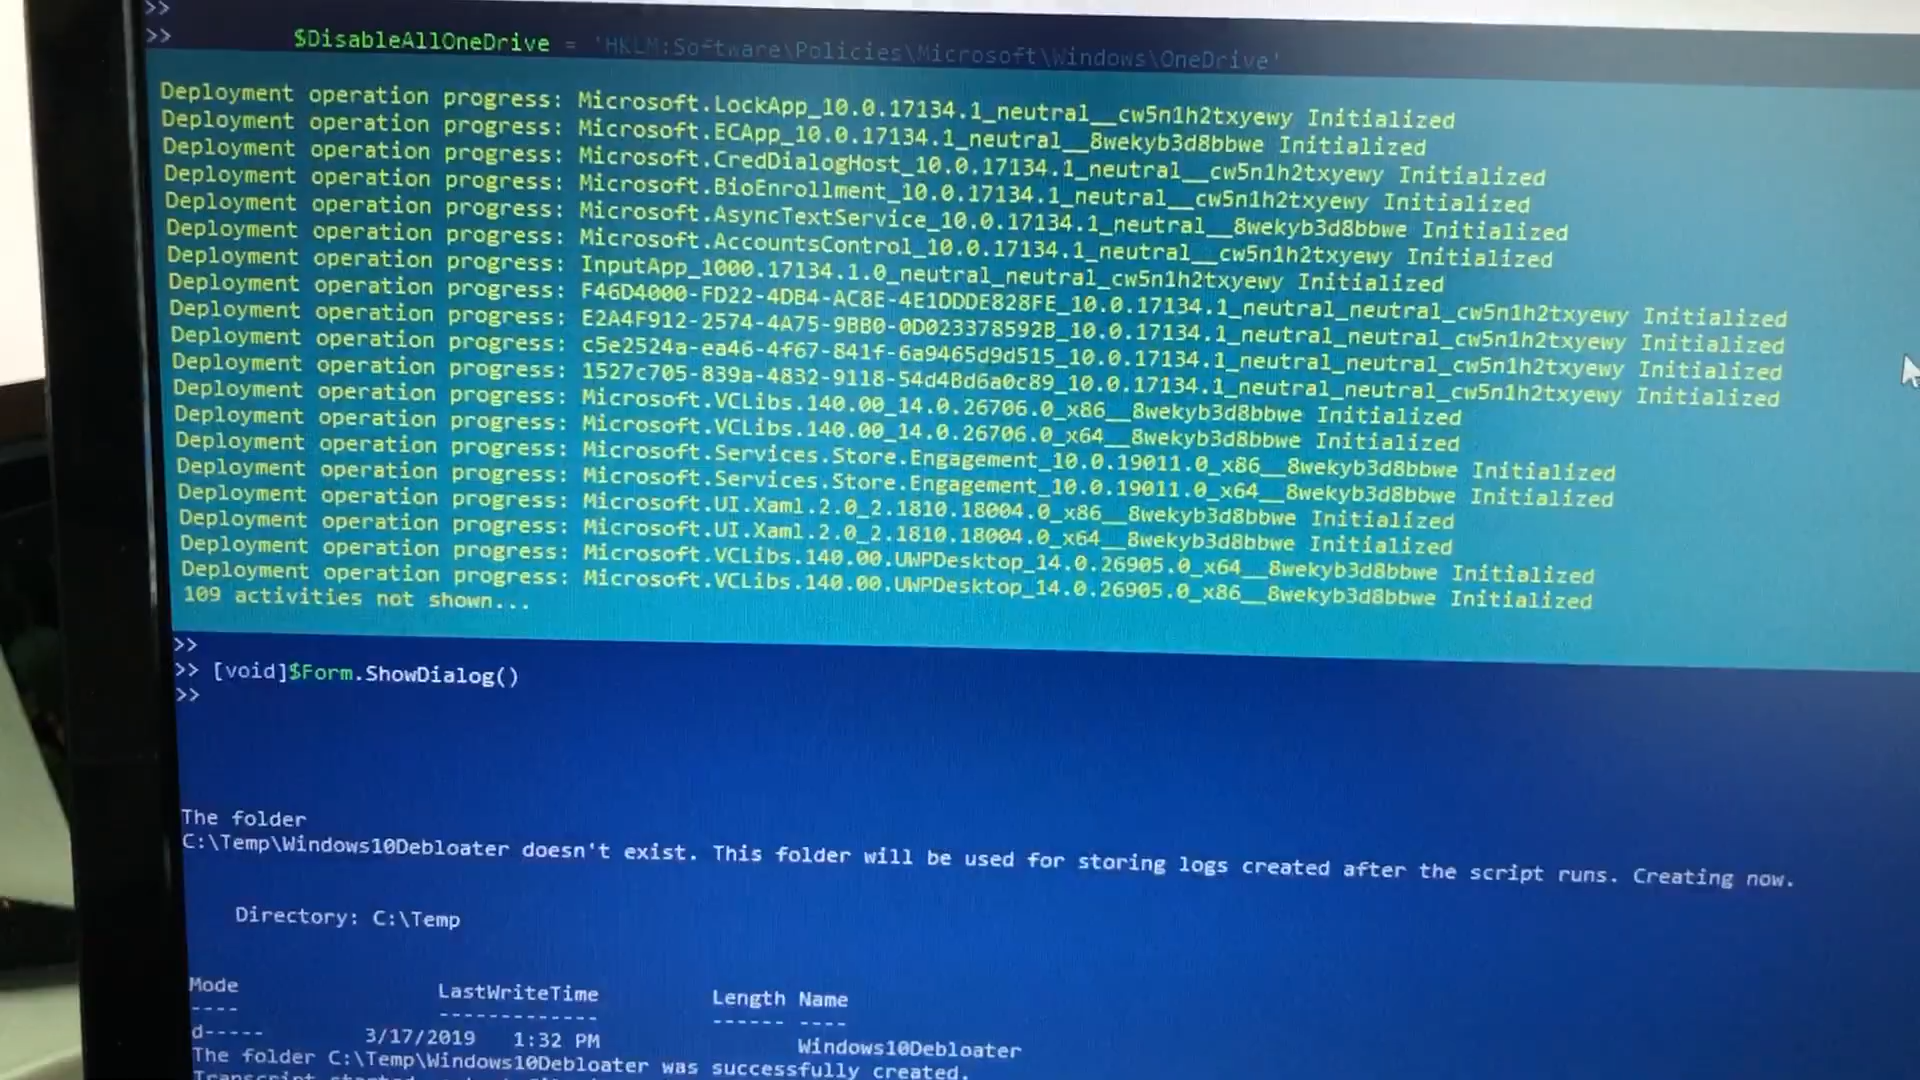 >>
>> $DisableAllOneDrive = 'HKLM:Software\Policies\Microsoft\Windows\OneDrive'
Deployment operation progress: Microsoft.LockApp_10.0.17134.1_neutral__cw5n1h2txyewy Initialized
Deployment operation progress: Microsoft.ECApp_10.0.17134.1_neutral__8wekyb3d8bbwe Initialized
Deployment operation progress: Microsoft.CredDialogHost_10.0.17134.1_neutral__cw5n1h2txyewy Initialized
Deployment operation progress: Microsoft.BioEnrollment_10.0.17134.1_neutral__cw5n1h2txyewy Initialized
Deployment operation progress: Microsoft.AsyncTextService_10.0.17134.1_neutral__8wekyb3d8bbwe Initialized
Deployment operation progress: Microsoft.AccountsControl_10.0.17134.1_neutral__cw5n1h2txyewy Initialized
Deployment operation progress: InputApp_1000.17134.1.0_neutral_neutral_cw5n1h2txyewy Initialized
Deployment operation progress: F46D4000-FD22-4DB4-AC8E-4E1DDDE828FE_10.0.17134.1_neutral_neutral_cw5n1h2txyewy Initialized
Deployment operation progress: E2A4F912-2574-4A75-9BB0-0D023378592B_10.0.17134.1_neutral_neutral_cw5n1h2txyewy Initialized
Deployment operation progress: c5e2524a-ea46-4f67-841f-6a9465d9d515_10.0.17134.1_neutral_neutral_cw5n1h2txyewy Initialized
Deployment operation progress: 1527c705-839a-4832-9118-54d4Bd6a0c89_10.0.17134.1_neutral_neutral_cw5n1h2txyewy Initialized
Deployment operation progress: Microsoft.VCLibs.140.00_14.0.26706.0_x86__8wekyb3d8bbwe Initialized
Deployment operation progress: Microsoft.VCLibs.140.00_14.0.26706.0_x64__8wekyb3d8bbwe Initialized
Deployment operation progress: Microsoft.Services.Store.Engagement_10.0.19011.0_x86__8wekyb3d8bbwe Initialized
Deployment operation progress: Microsoft.Services.Store.Engagement_10.0.19011.0_x64__8wekyb3d8bbwe Initialized
Deployment operation progress: Microsoft.UI.Xaml.2.0_2.1810.18004.0_x86__8wekyb3d8bbwe Initialized
Deployment operation progress: Microsoft.UI.Xaml.2.0_2.1810.18004.0_x64__8wekyb3d8bbwe Initialized
Deployment operation progress: Microsoft.VCLibs.140.00.UWPDesktop_14.0.26905.0_x64__8wekyb3d8bbwe Initialized
Deployment operation progress: Microsoft.VCLibs.140.00.UWPDesktop_14.0.26905.0_x86__8wekyb3d8bbwe Initialized
109 activities not shown...
>>
>> [void]$Form.ShowDialog()
>>
The folder
C:\Temp\Windows10Debloater doesn't exist. This folder will be used for storing logs created after the script runs. Creating now.
Directory: C:\Temp
Mode LastWriteTime Length Name
---- ------------- ------ ----
d----- 3/17/2019 1:32 PM Windows10Debloater
The folder C:\Temp\Windows10Debloater was successfully created.
Transcript started